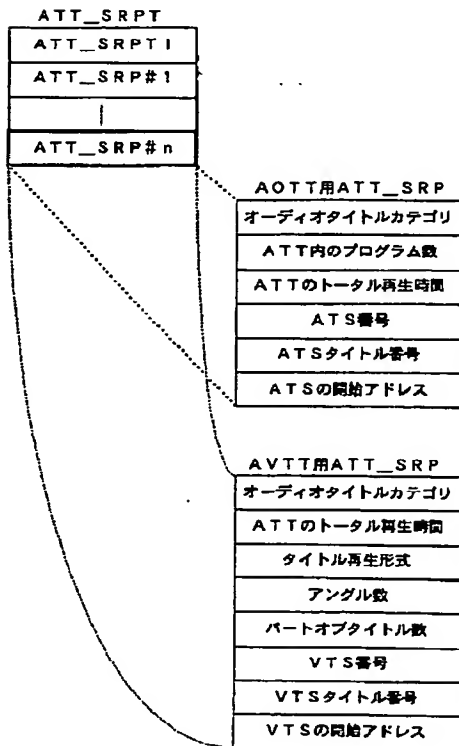 ATT_SRPT
ATT_SRPTI
ATT_SRP#1
ATT_SRP#n
AOTT用ATT_SRP
オーディオタイトルカテゴリ
ATT内のプログラム数
ATTのトータル再生時間
ATS番号
ATSタイトル番号
ATSの開始アドレス
AVTT用ATT_SRP
オーディオタイトルカテゴリ
ATTのトータル再生時間
タイトル再生形式
アングル数
パートオブタイトル数
VTS番号
VTSタイトル番号
VTSの開始アドレス